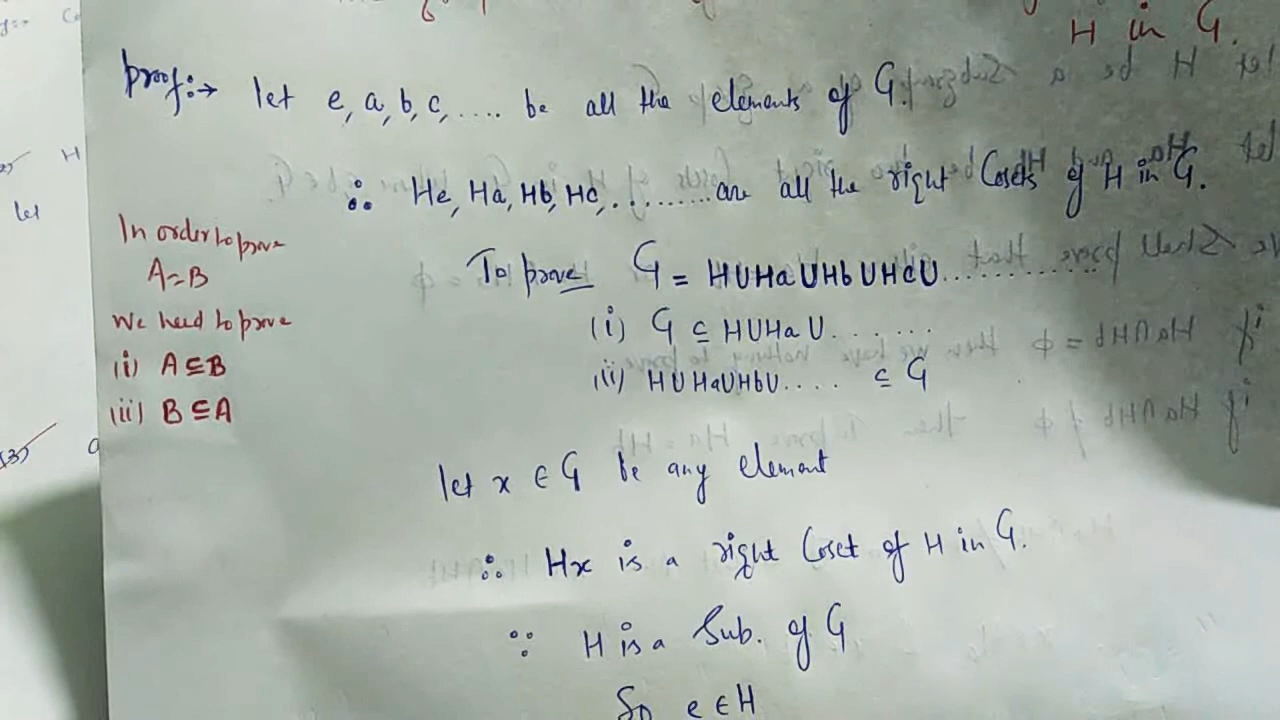 H in G.
Proof:→ let e, a, b, c, .... be all the elements of G.
∴ He, Ha, Hb, Hc, ......... are all the right Cosets of H in G.
In order to prove
A=B
We need to prove
(i) A⊆B
(ii) B⊆A
To prove G = HUHaUHbUHcU............
(i) G ⊆ HUHaU.......
(ii) HUHaUHbU.... ⊆ G
let x ∈ G be any element
∴ Hx is a right Coset of H in G.
∵ H is a Sub. of G
So e ∈ H
H
let
(3)